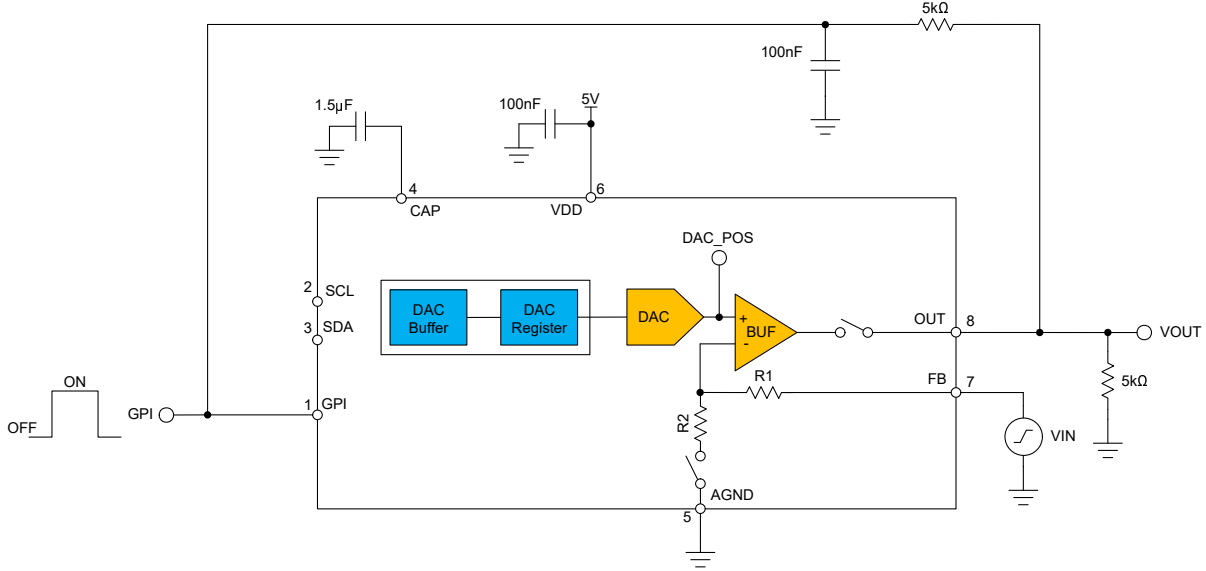 5kΩ
100nF
1.5µF
100nF
5V
4
CAP
VDD
6
DAC_POS
2
SCL
3
SDA
DAC
Buffer
DAC
Register
DAC
+
BUF
-
OUT
8
VOUT
R1
FB
7
5kΩ
ON
OFF
GPI
1
GPI
R2
VIN
AGND
5